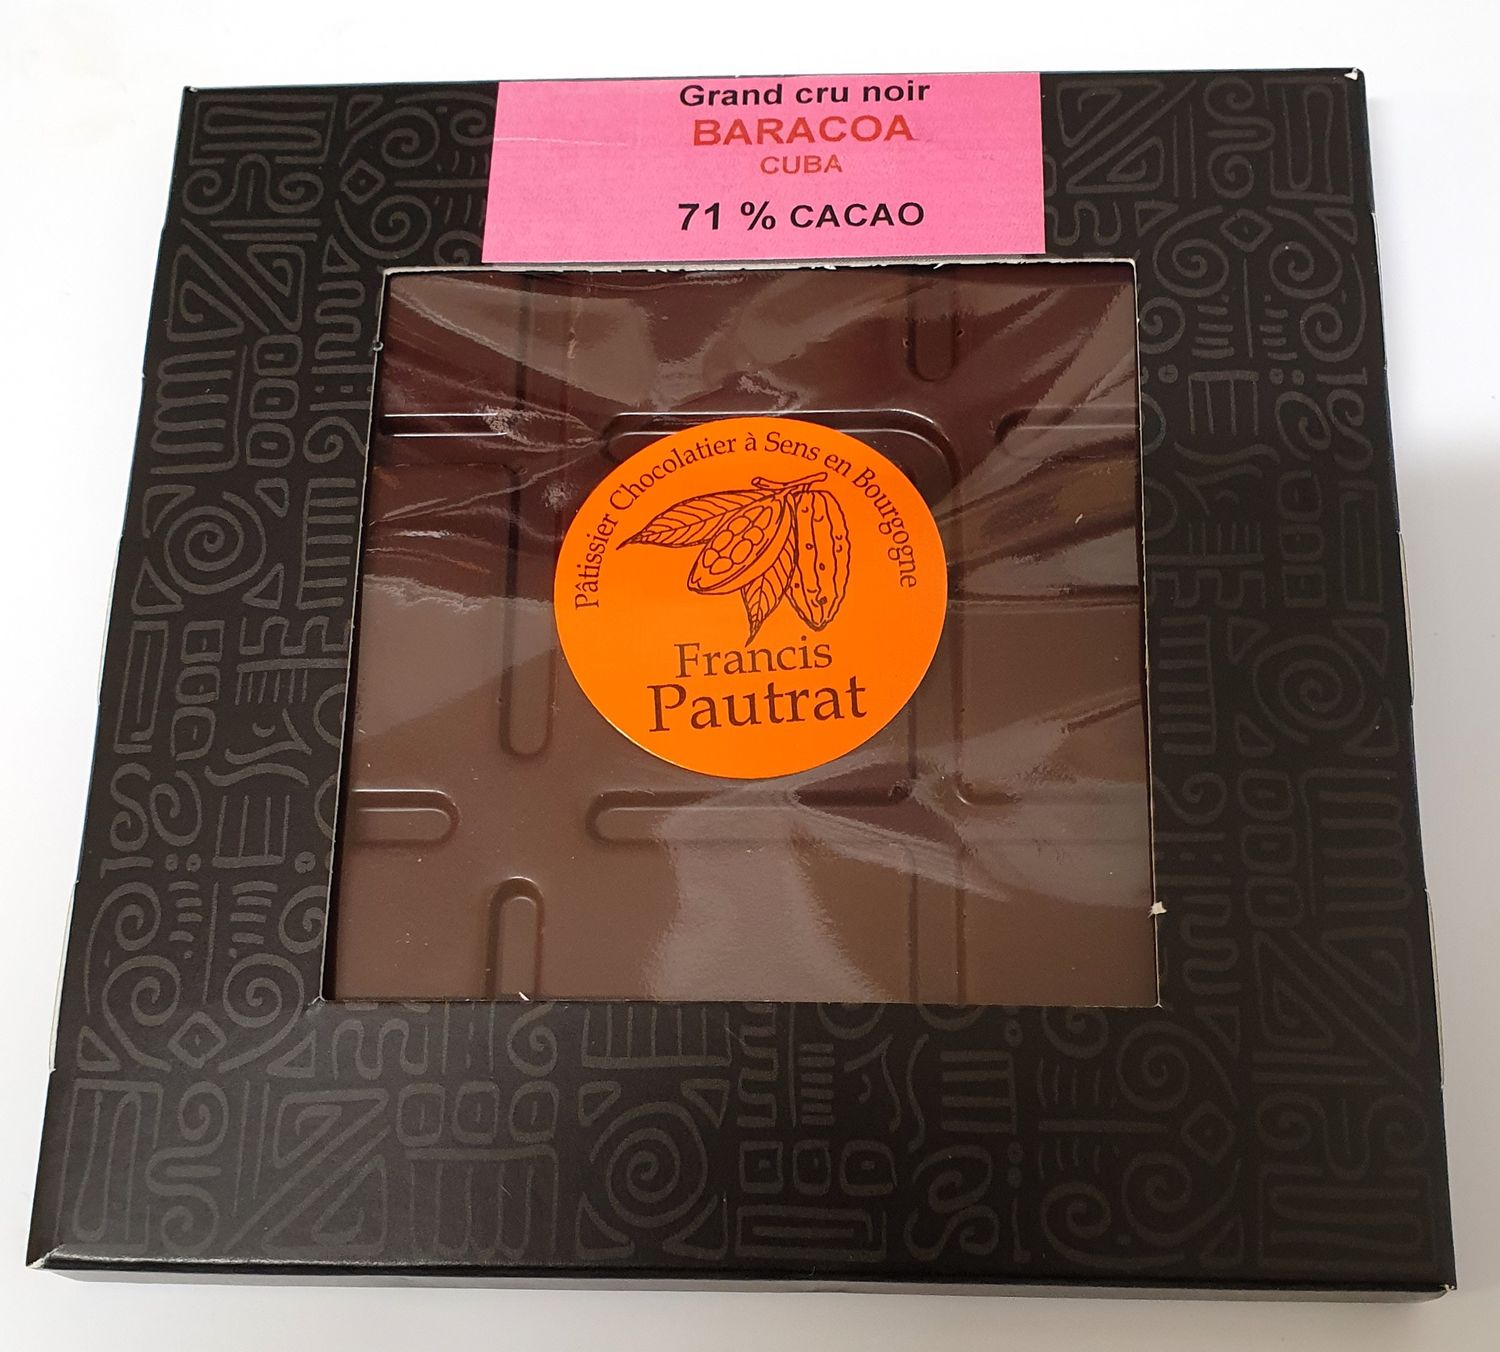 Grand cru noir
BARACOA
CUBA
71 % CACAO
Pâtissier Chocolatier à Sens en Bourgogne
Francis
Pautrat